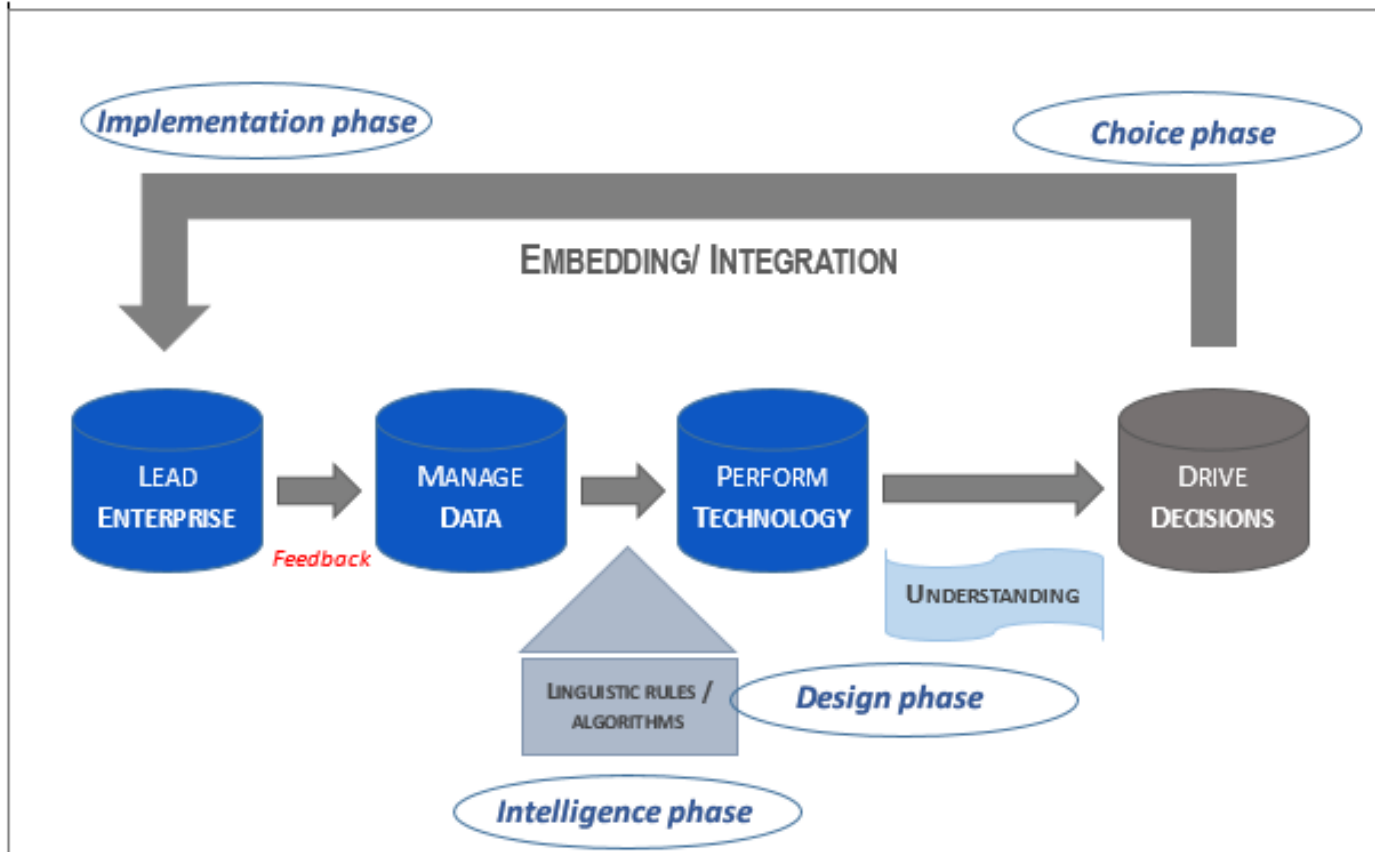 Implementation phase
Choice phase
EMBEDDING/ INTEGRATION
LEAD
ENTERPRISE
MANAGE
DATA
PERFORM
TECHNOLOGY
DRIVE
DECISIONS
Feedback
UNDERSTANDING
LINGUISTIC RULES /
ALGORITHMS
Design phase
Intelligence phase